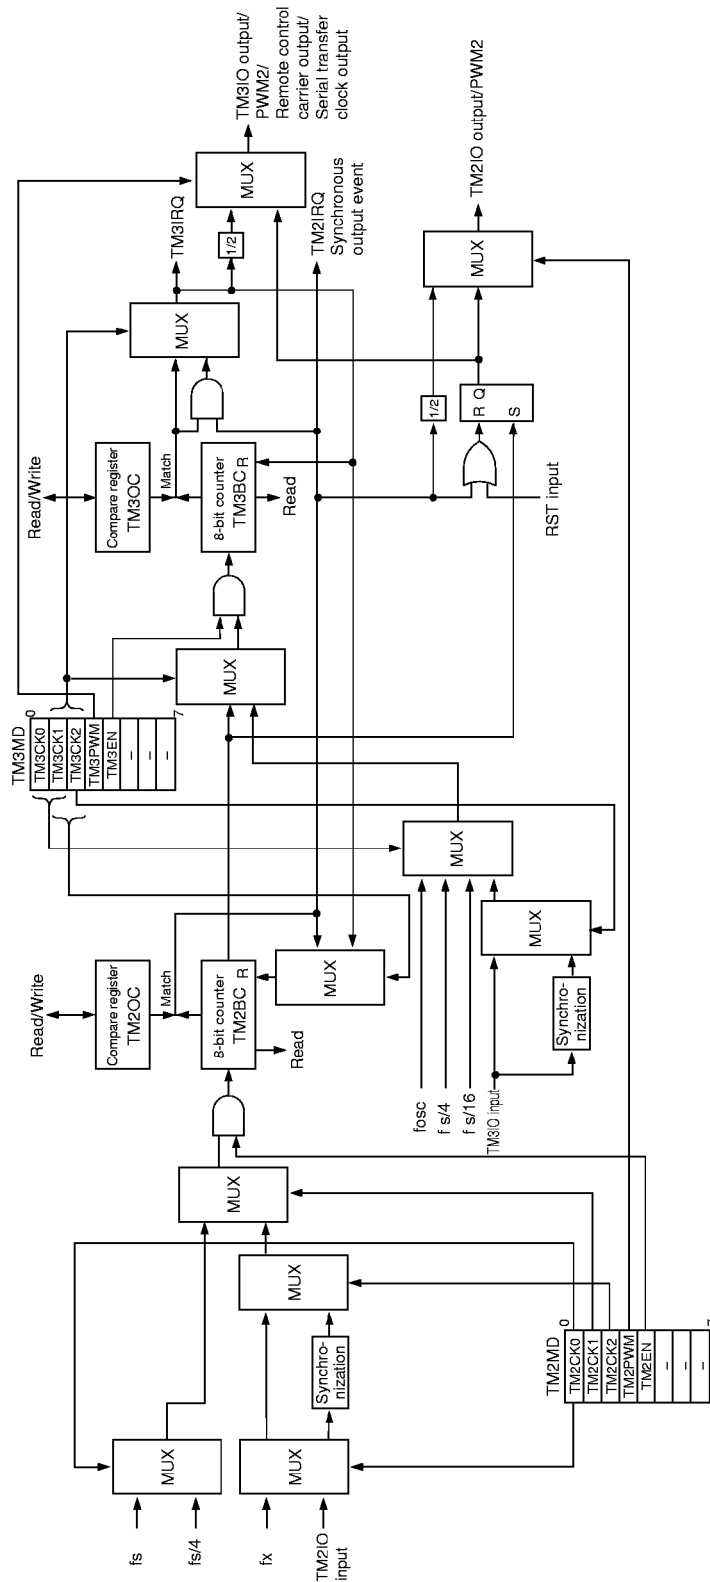 TM3IO output/
PWM2/
Remote control
carrier output/
Serial transfer
clock output
TM3IRQ
TM2IRQ
Synchronous
output event
TM2IO output/PWM2
MUX
1/2
MUX
MUX
1/2
R Q
S
RST input
Read/Write
Compare register
TM3OC
Match
8-bit counter
TM3BC R
Read
MUX
TM3MD
0
TM3CK0
TM3CK1
TM3CK2
TM3PWM
TM3EN
–
–
–
7
MUX
MUX
Synchro-
nization
fosc
f s/4
f s/16
TM3IO input
Read/Write
Compare register
TM2OC
Match
8-bit counter
TM2BC R
Read
MUX
MUX
MUX
Synchro-
nization
MUX
MUX
fs
fs/4
fx
TM2IO
input
TM2MD
0
TM2CK0
TM2CK1
TM2CK2
TM2PWM
TM2EN
–
–
–
7